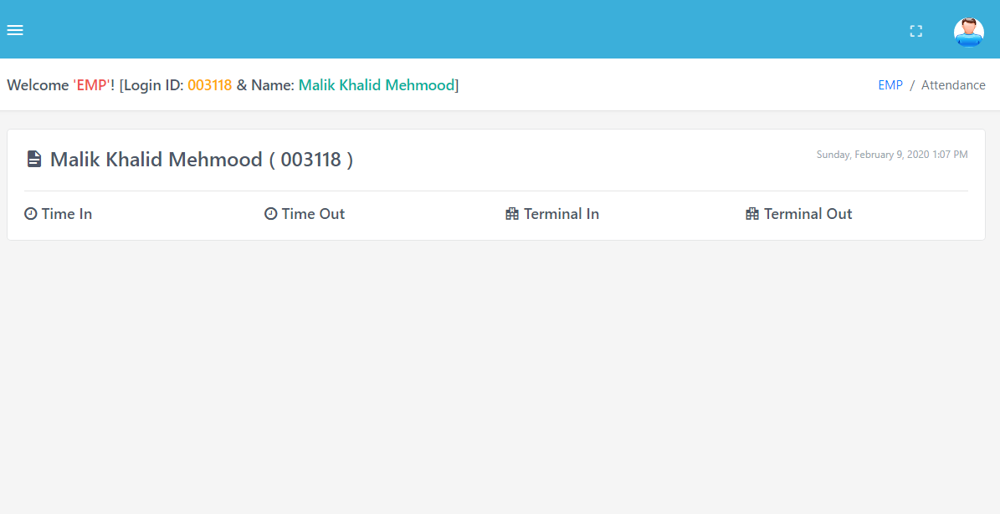 Welcome 'EMP'! [Login ID: 003118 & Name: Malik Khalid Mehmood]
EMP / Attendance
Malik Khalid Mehmood ( 003118 )
Sunday, February 9, 2020 1:07 PM
Time In
Time Out
Terminal In
Terminal Out